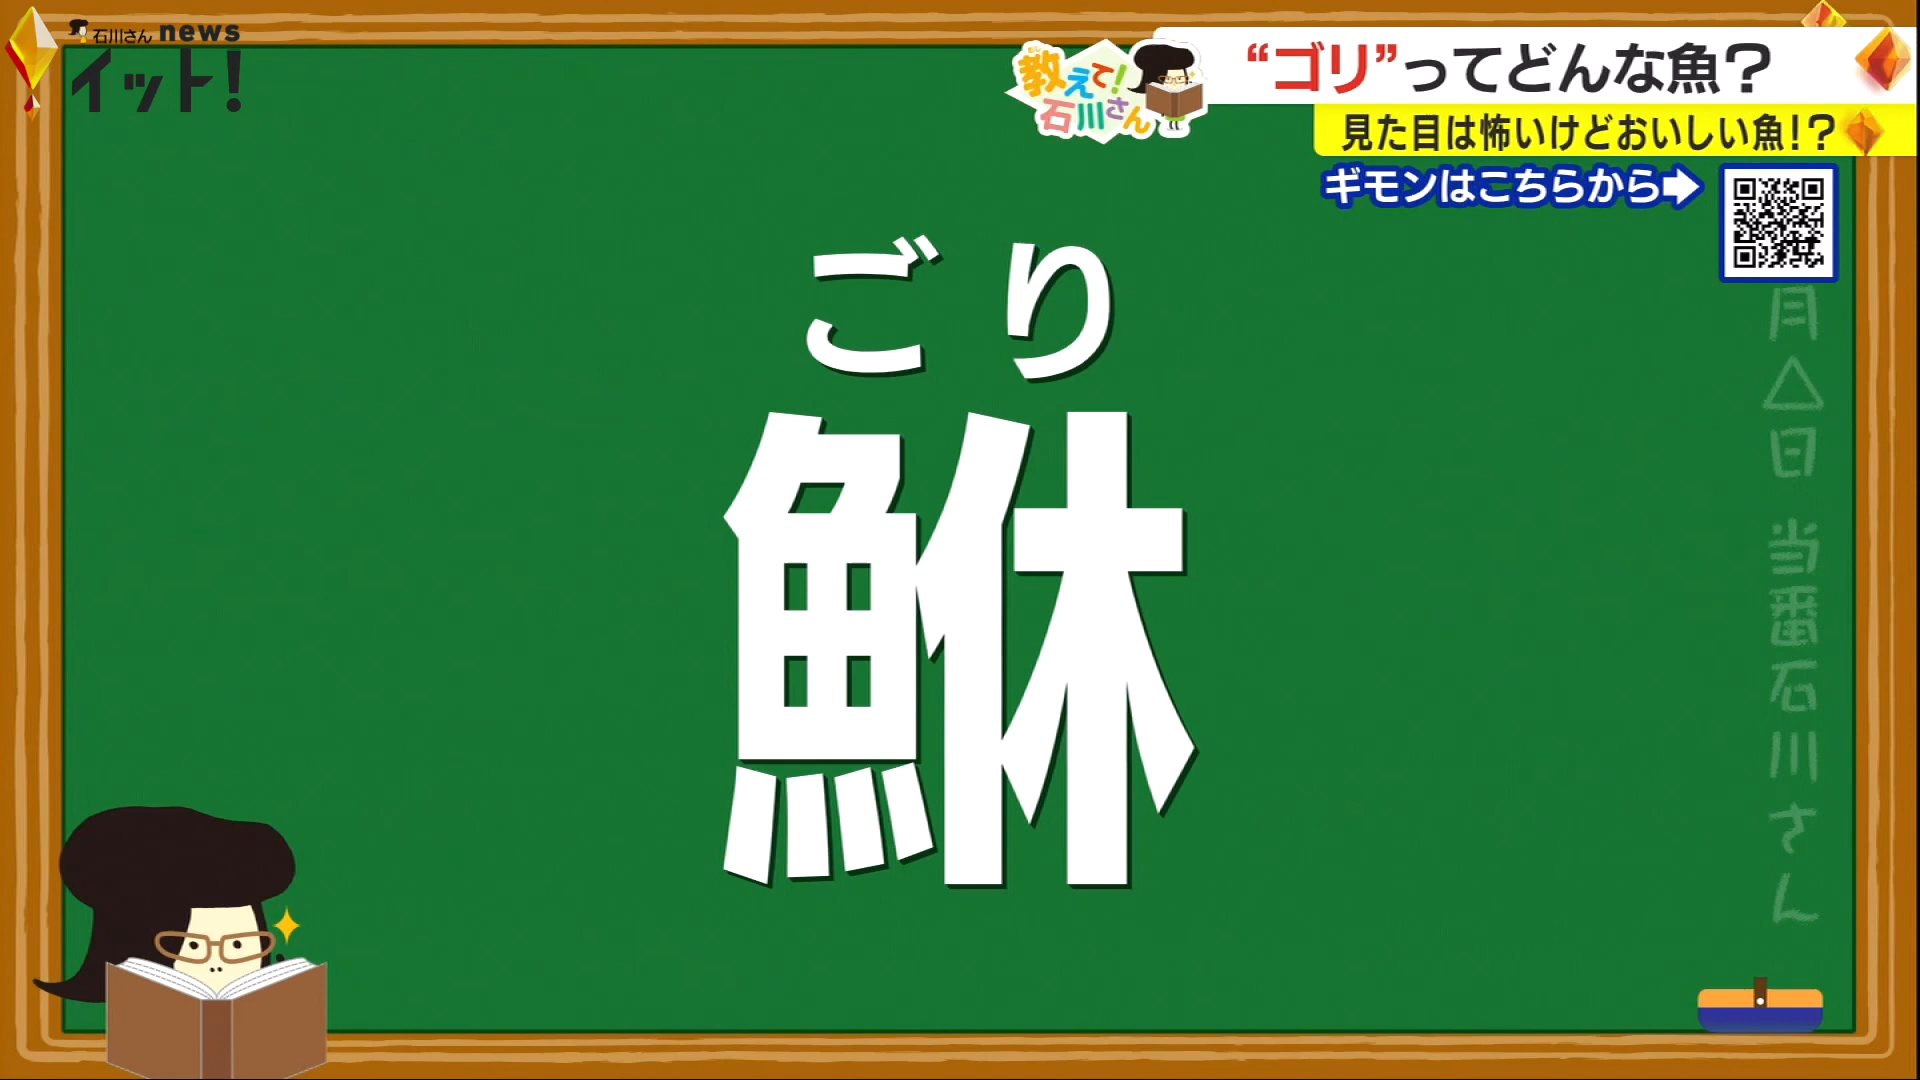 石川さん news
イット!
教えて!
石川さん
“ゴリ”ってどんな魚?
見た目は怖いけどおいしい魚!?
ギモンはこちらから➡
ごり
鮴
月△日 当番石川さん